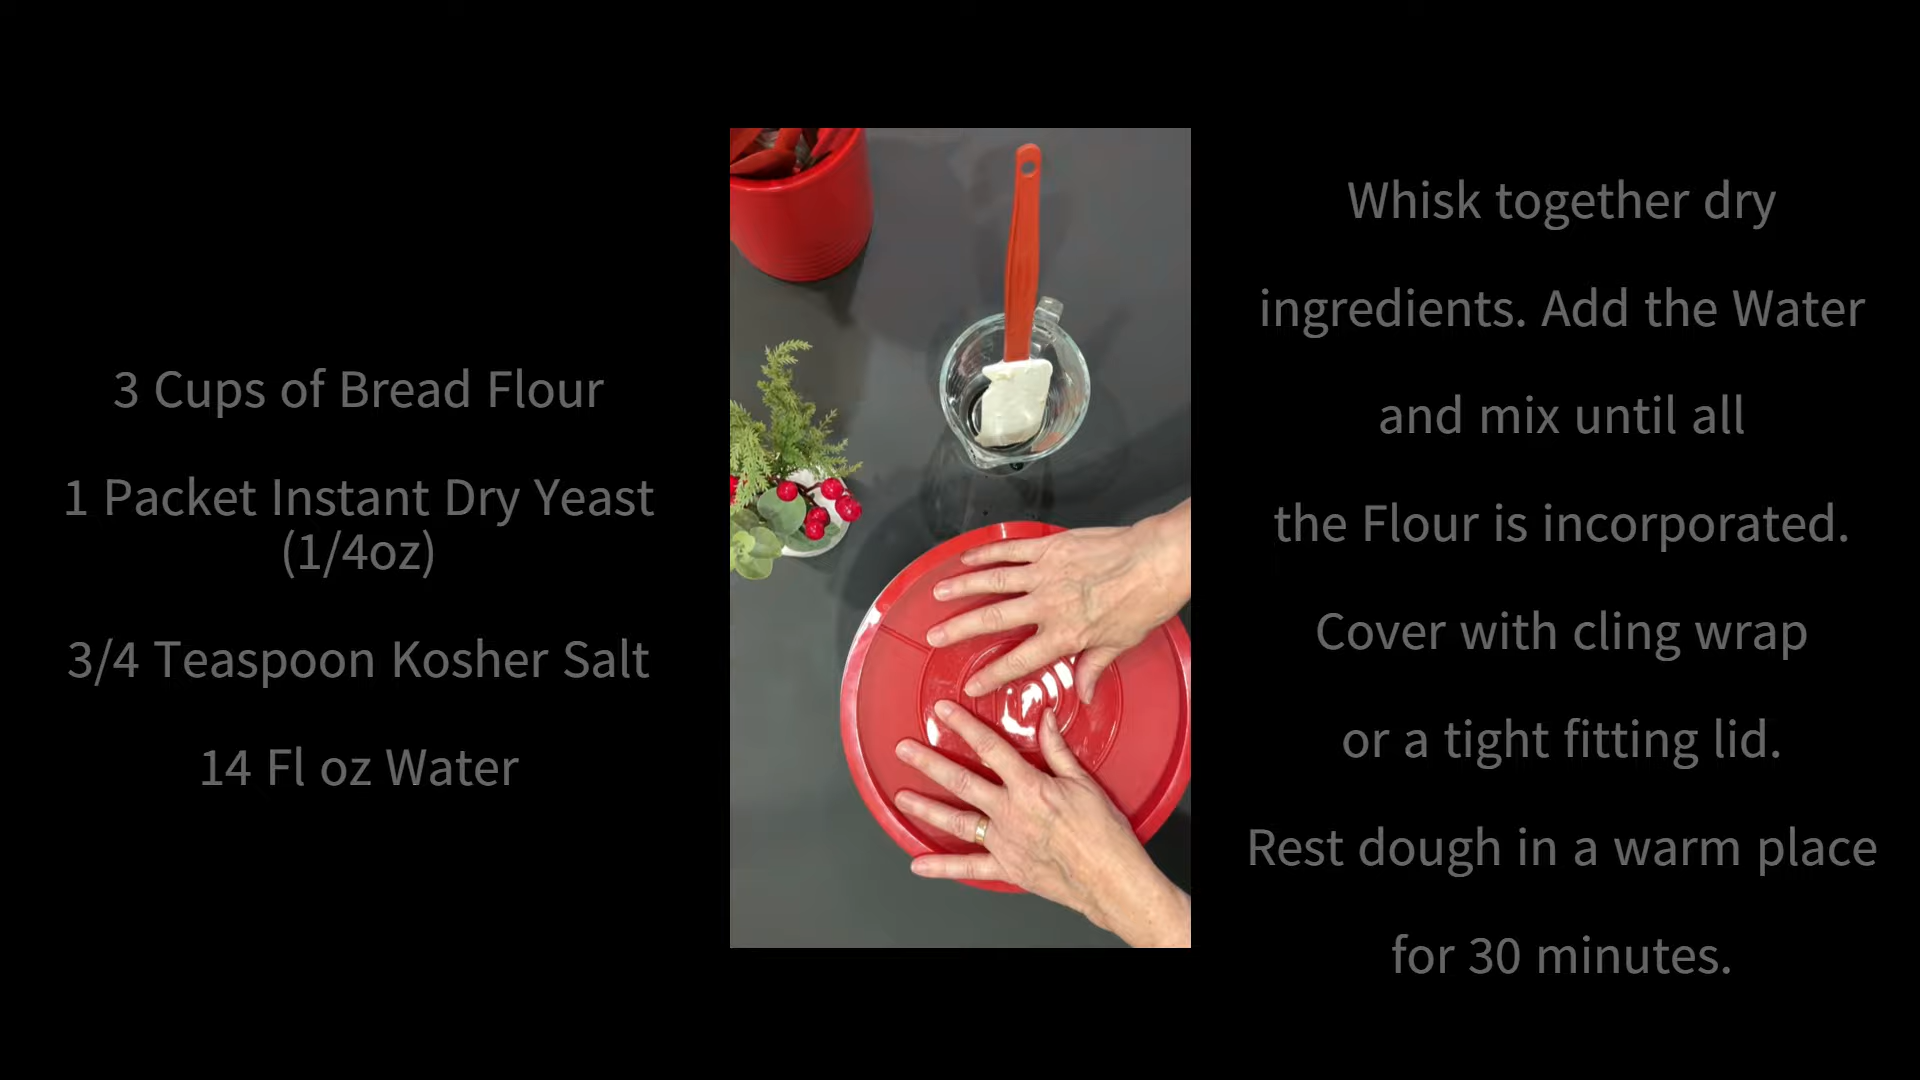 3 Cups of Bread Flour
1 Packet Instant Dry Yeast
(1/4oz)
3/4 Teaspoon Kosher Salt
14 Fl oz Water
Whisk together dry
ingredients. Add the Water
and mix until all
the Flour is incorporated.
Cover with cling wrap
or a tight fitting lid.
Rest dough in a warm place
for 30 minutes.